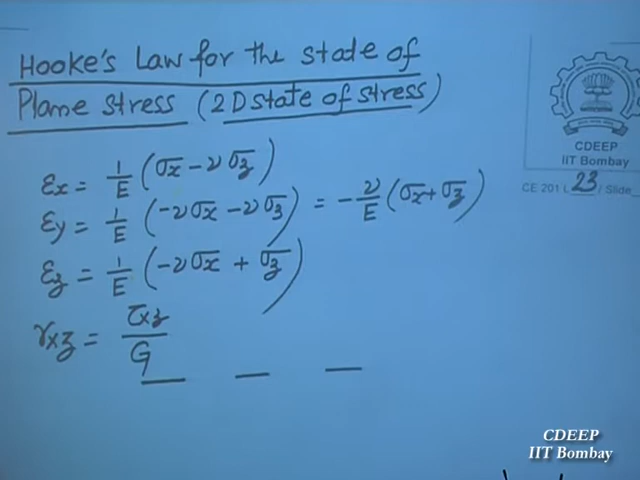 Hooke's Law for the state of
Plane stress (2D state of stress)
εx = 1/E (σx − ν σz)
εy = 1/E (−ν σx − ν σz) = − ν/E (σx + σz)
εz = 1/E (−ν σx + σz)
γxz = τxz/G
CDEEP
IIT Bombay
CE 201 L 23 / Slide
CDEEP
IIT Bombay